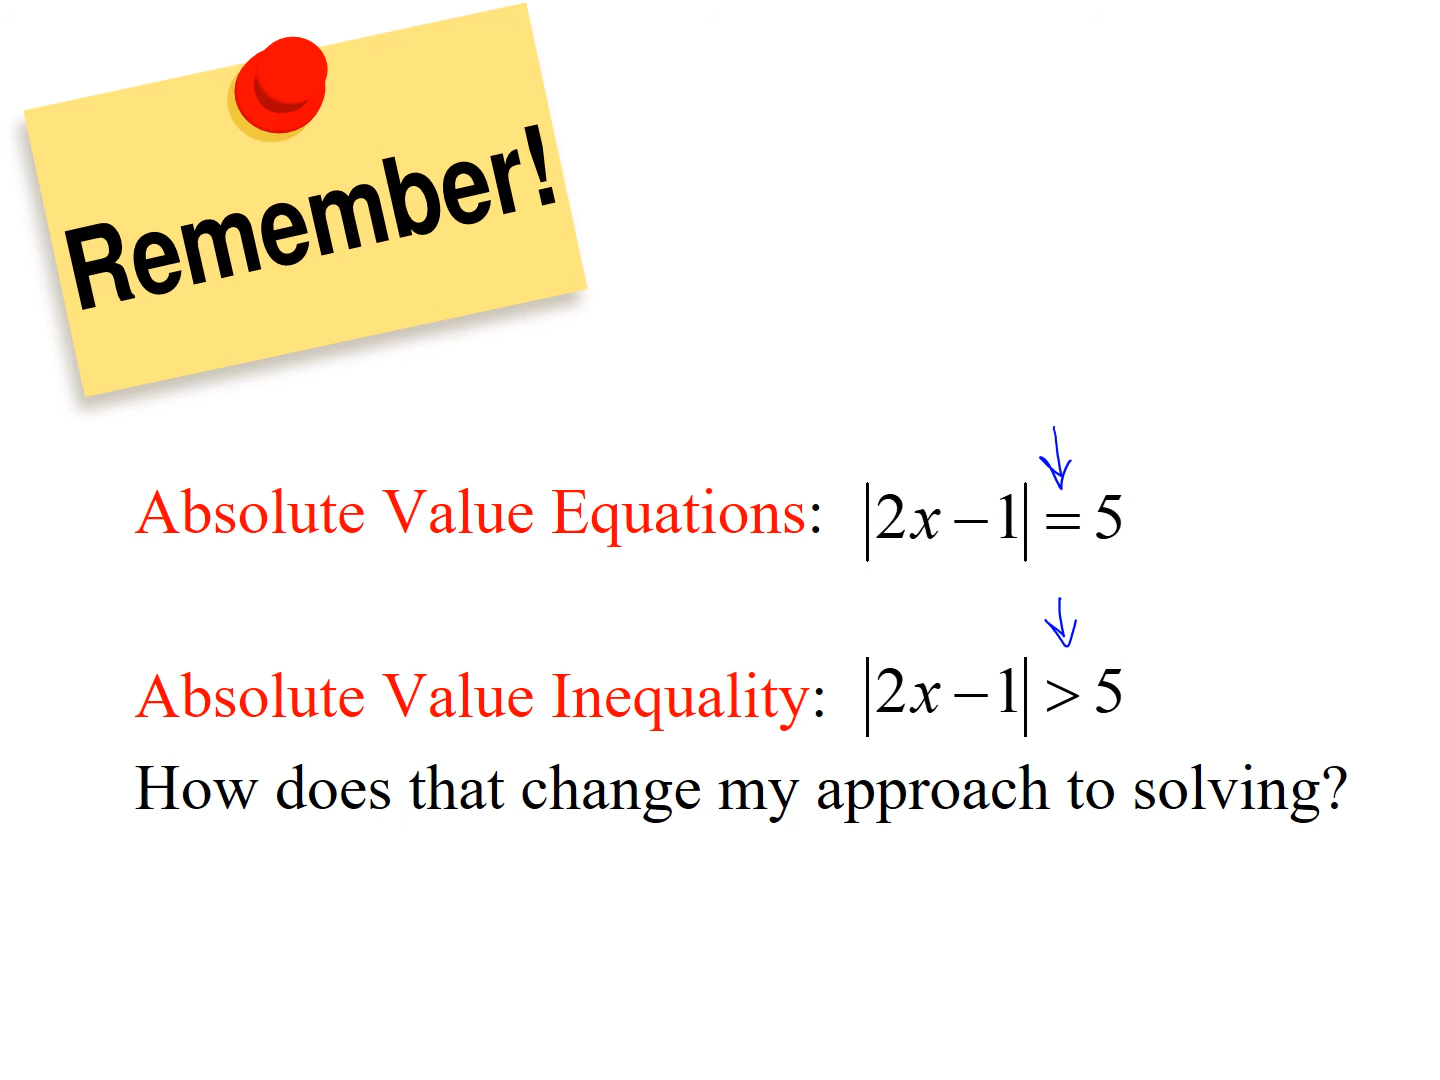 Remember!
Absolute Value Equations: |2x − 1| = 5
Absolute Value Inequality: |2x − 1| > 5
How does that change my approach to solving?